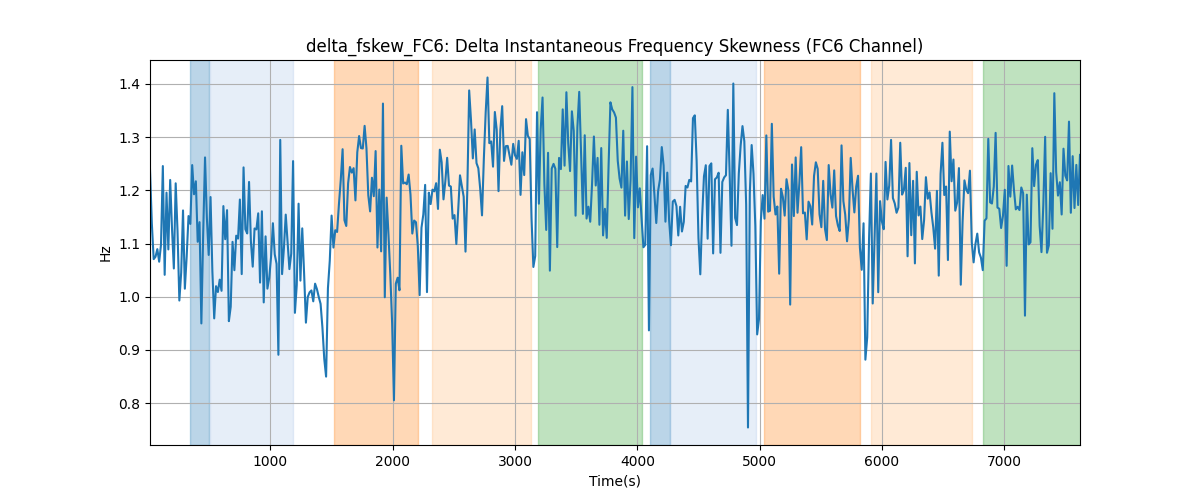 delta_fskew_FC6: Delta Instantaneous Frequency Skewness (FC6 Channel)
1.4
1.3
1.2
1.1
1.0
0.9
0.8
Hz
1000 2000 3000 4000 5000 6000 7000
Time(s)